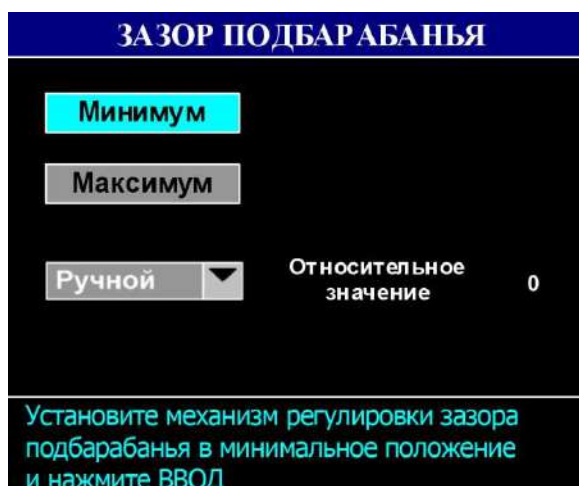 ЗАЗОР ПОДБАРАБАНЬЯ
Минимум
Максимум
Ручной
Относительное
значение
0
Установите механизм регулировки зазора
подбарабанья в минимальное положение
и нажмите ВВОД